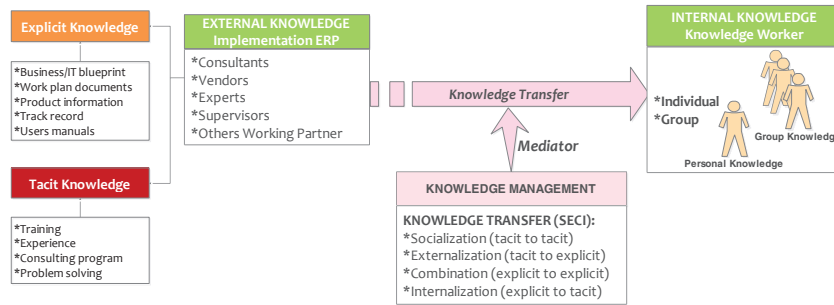 Explicit Knowledge
*Business/IT blueprint
*Work plan documents
*Product information
*Track record
*Users manuals
Tacit Knowledge
*Training
*Experience
*Consulting program
*Problem solving
EXTERNAL KNOWLEDGE
Implementation ERP
*Consultants
*Vendors
*Experts
*Supervisors
*Others Working Partner
Knowledge Transfer
Mediator
KNOWLEDGE MANAGEMENT
KNOWLEDGE TRANSFER (SECI):
*Socialization (tacit to tacit)
*Externalization (tacit to explicit)
*Combination (explicit to explicit)
*Internalization (explicit to tacit)
INTERNAL KNOWLEDGE
Knowledge Worker
*Individual
*Group
Group Knowledg
Personal Knowledge